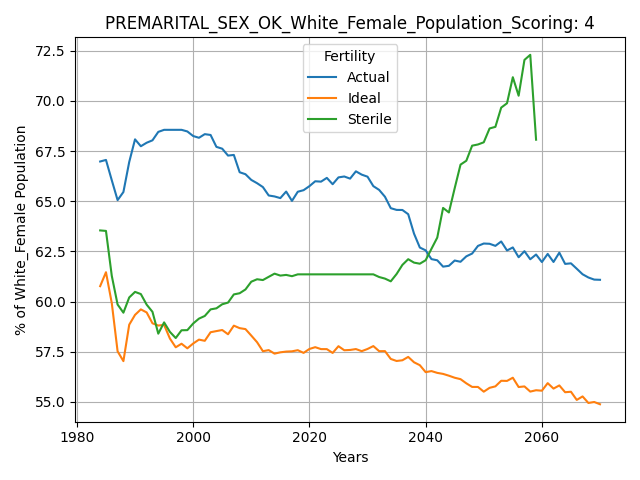 PREMARITAL_SEX_OK_White_Female_Population_Scoring: 4
Fertility
Actual
Ideal
Sterile
% of White_Female Population
72.5
70.0
67.5
65.0
62.5
60.0
57.5
55.0
1980 2000 2020 2040 2060
Years